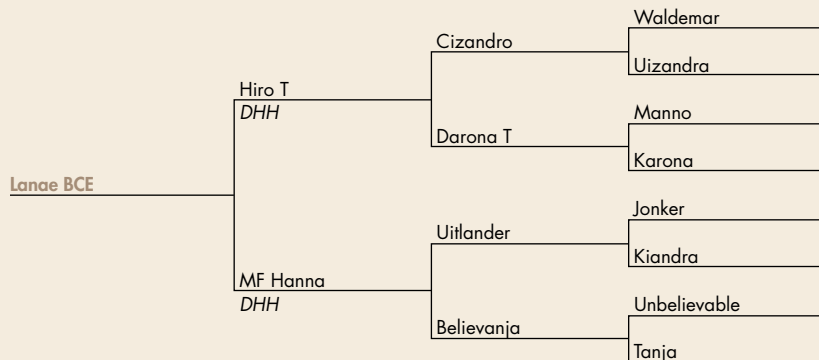 Waldemar
Cizandro
Uizandra
Hiro T
DHH
Manno
Darona T
Karona
Lanae BCE
Jonker
Uitlander
Kiandra
MF Hanna
DHH
Unbelievable
Believanja
Tanja